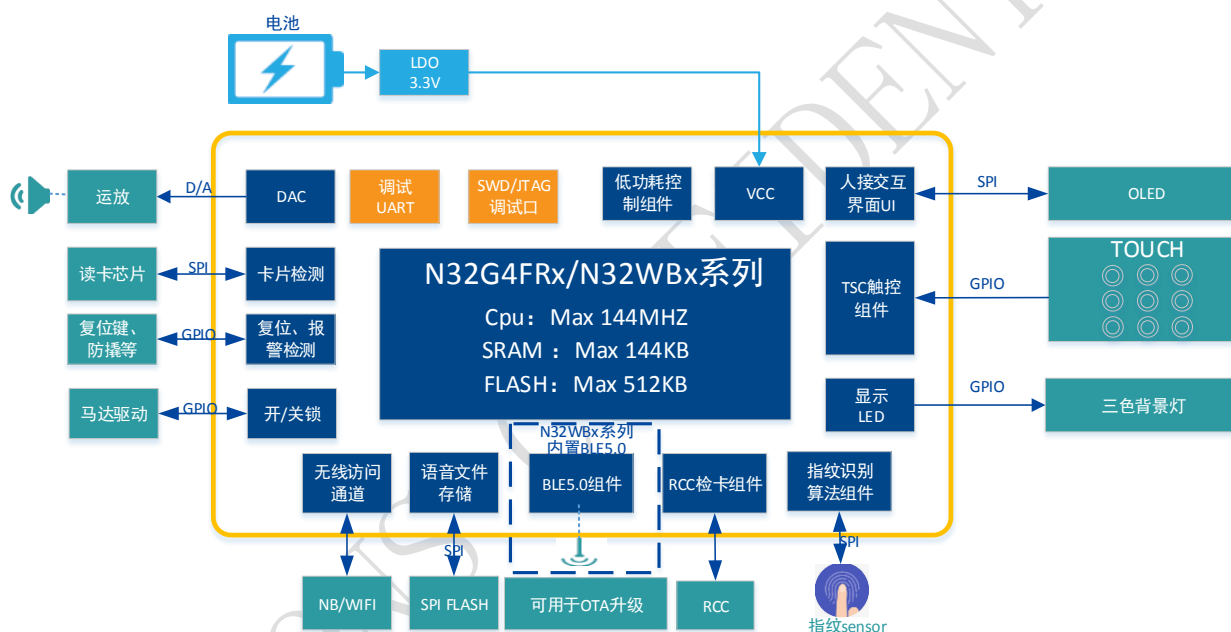 电池
LDO
3.3V
运放
D/A
DAC
调试
UART
SWD/JTAG
调试口
低功耗控
制组件
VCC
人接交互
界面UI
SPI
OLED
读卡芯片
SPI
卡片检测
N32G4FRx/N32WBx系列
Cpu：Max 144MHZ
SRAM ：Max 144KB
FLASH：Max 512KB
TSC触控
组件
GPIO
TOUCH
复位键、
防撬等
GPIO
复位、报
警检测
马达驱动
GPIO
开/关锁
显示
LED
GPIO
三色背景灯
N32WBx系列
内置BLE5.0
无线访问
通道
语音文件
存储
BLE5.0组件
RCC检卡组件
指纹识别
算法组件
SPI
SPI
NB/WIFI
SPI FLASH
可用于OTA升级
RCC
指纹sensor